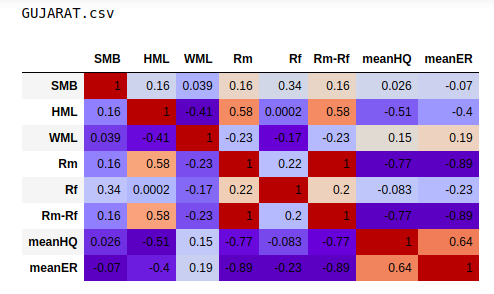 GUJARAT.csv
SMB HML WML Rm Rf Rm-Rf meanHQ meanER
SMB 1 0.16 0.039 0.16 0.34 0.16 0.026 -0.07
HML 0.16 1 -0.41 0.58 0.0002 0.58 -0.51 -0.4
WML 0.039 -0.41 1 -0.23 -0.17 -0.23 0.15 0.19
Rm 0.16 0.58 -0.23 1 0.22 1 -0.77 -0.89
Rf 0.34 0.0002 -0.17 0.22 1 0.2 -0.083 -0.23
Rm-Rf 0.16 0.58 -0.23 1 0.2 1 -0.77 -0.89
meanHQ 0.026 -0.51 0.15 -0.77 -0.083 -0.77 1 0.64
meanER -0.07 -0.4 0.19 -0.89 -0.23 -0.89 0.64 1